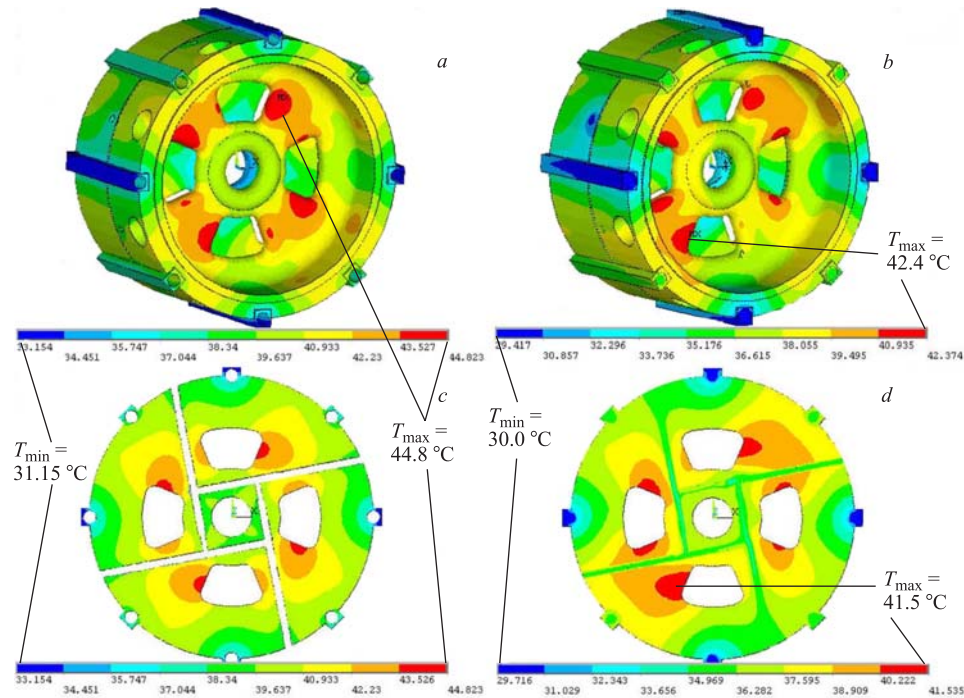 a
b
T_max =
42.4 °C
33.154 35.747 38.34 40.933 43.527
34.451 37.044 39.637 42.23 44.823
29.417 32.296 35.176 38.055 40.935
30.857 33.736 36.615 39.495 42.374
c
d
T_min =
31.15 °C
T_max =
44.8 °C
T_min =
30.0 °C
X
X
T_max =
41.5 °C
33.154 35.747 38.34 40.933 43.526
34.451 37.044 39.637 42.23 44.823
29.716 32.343 34.969 37.595 40.222
31.029 33.656 36.282 38.909 41.535